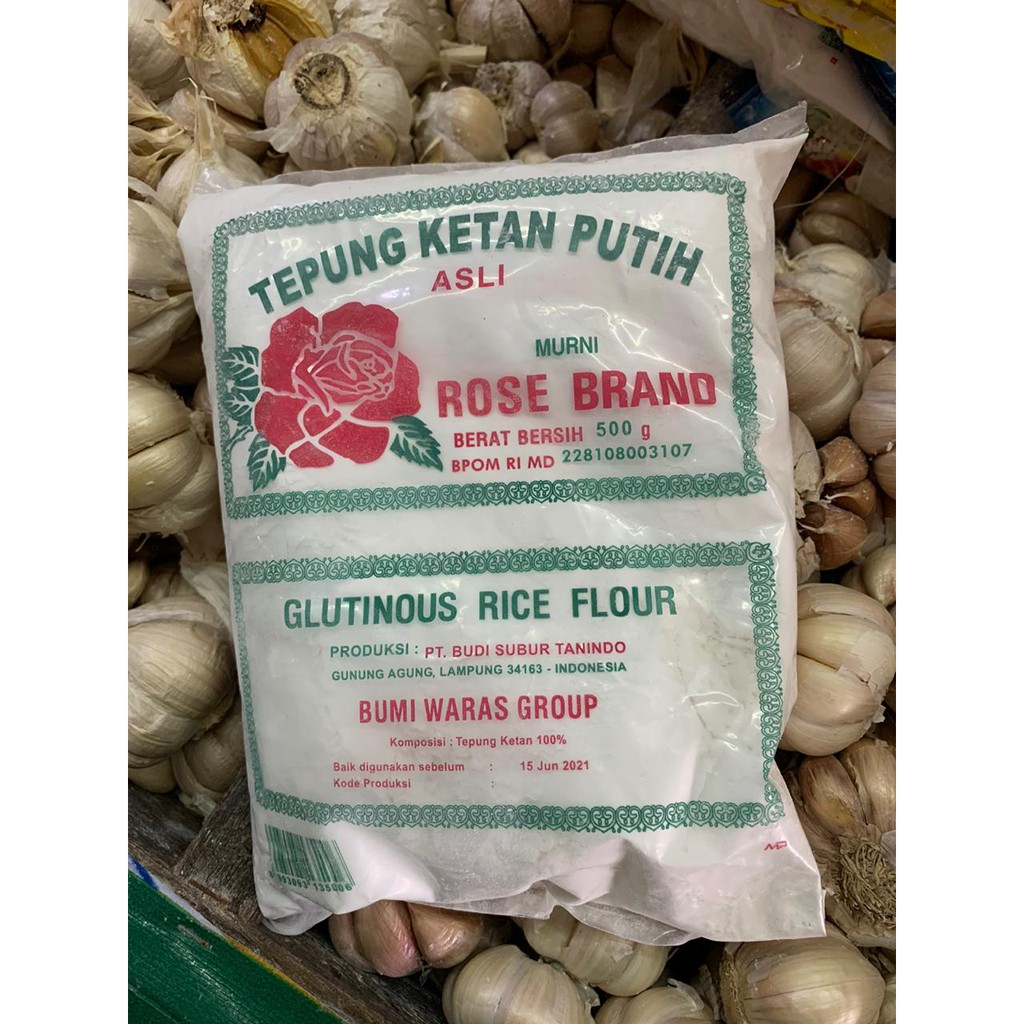 TEPUNG KETAN PUTIH
ASLI
MURNI
ROSE BRAND
BERAT BERSIH 500 g
BPOM RI MD 228108003107
GLUTINOUS RICE FLOUR
PRODUKSI : PT. BUDI SUBUR TANINDO
GUNUNG AGUNG, LAMPUNG 34163 - INDONESIA
BUMI WARAS GROUP
Komposisi : Tepung Ketan 100%
Baik digunakan sebelum : 15 Jun 2021
Kode Produksi :
135006